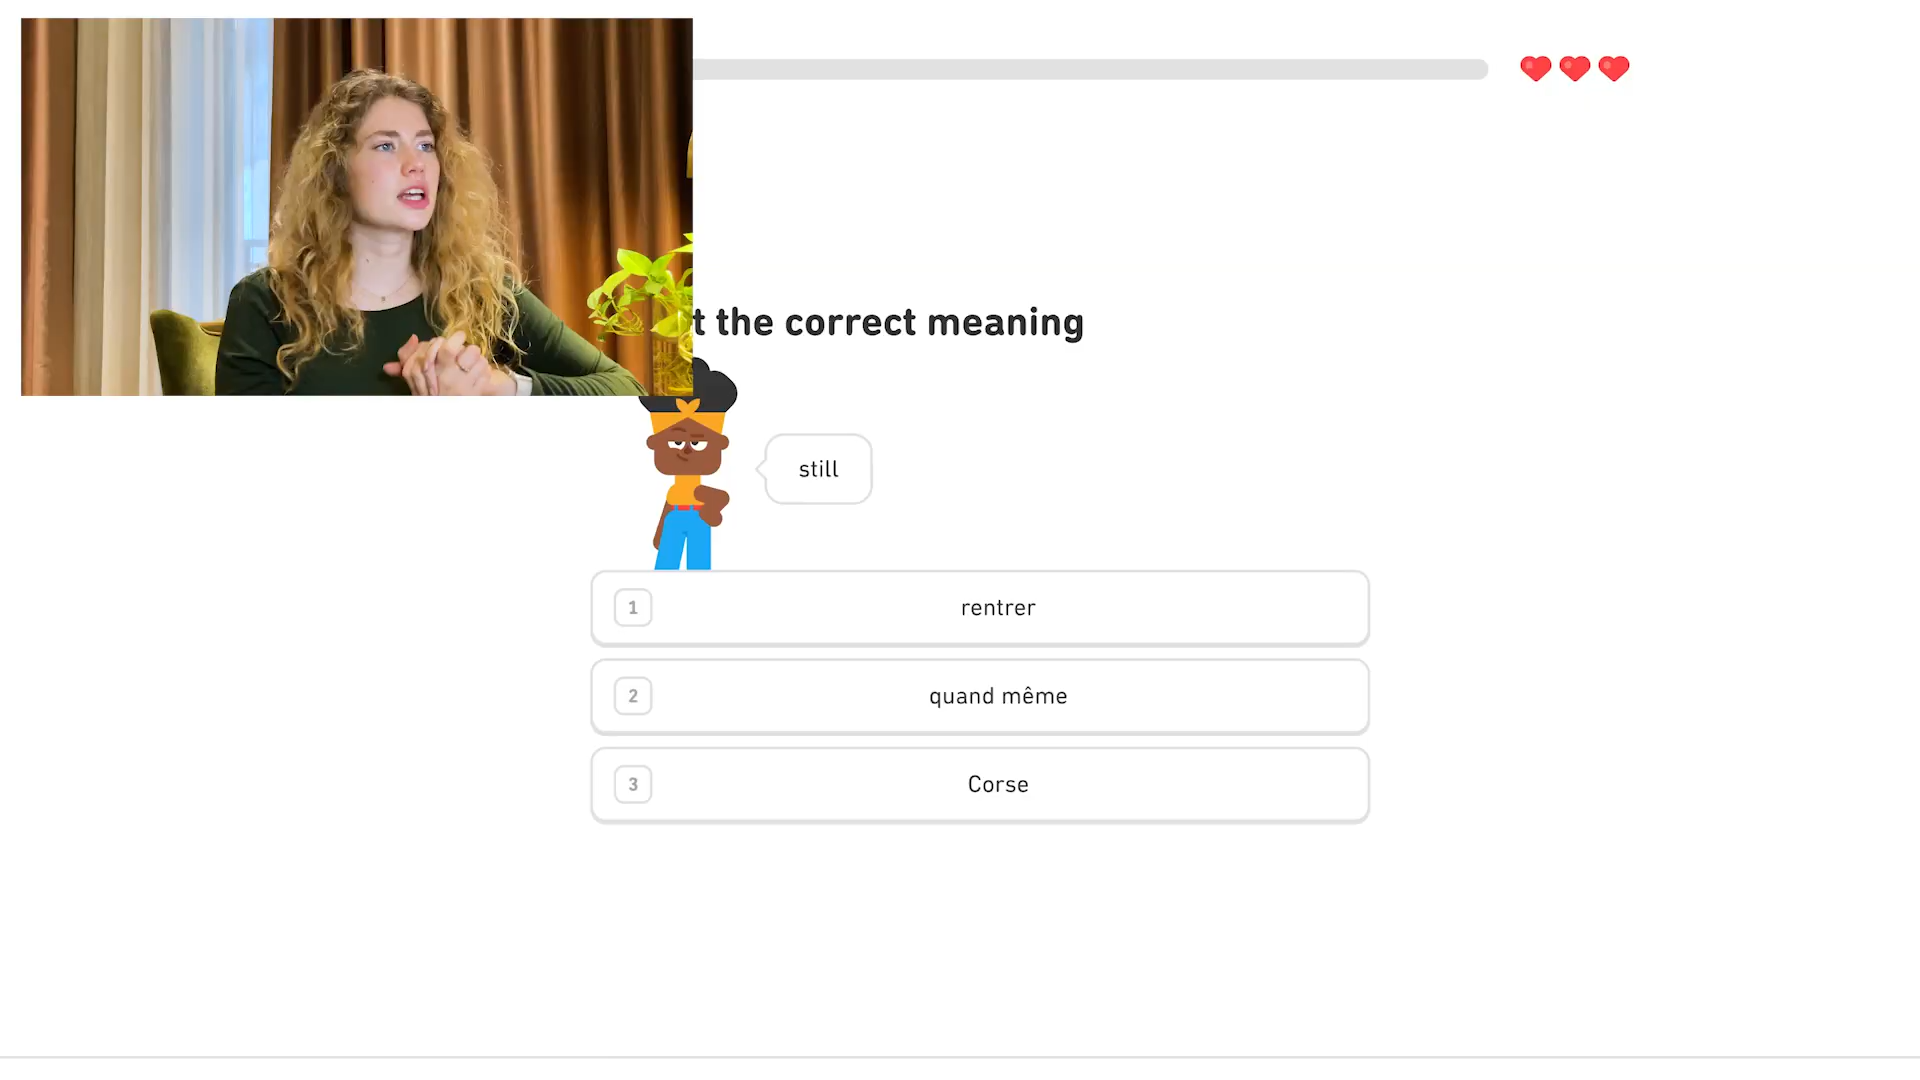 t the correct meaning
still
1 rentrer
2 quand même
3 Corse